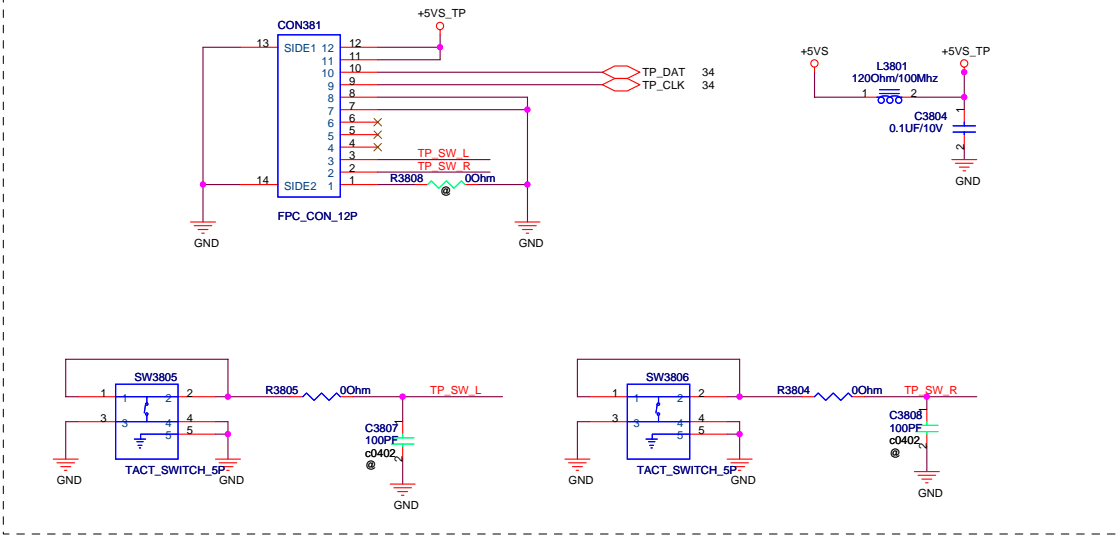 +5VS_TP
CON381
13 SIDE1 12 12
11 11
10 10 TP_DAT 34
9 9 TP_CLK 34
8 8
7 7
6 6
5 5
4 4
3 3 TP_SW_L
2 2 TP_SW_R
14 SIDE2 1 1 R3808 0Ohm
@
FPC_CON_12P
GND
GND
+5VS +5VS_TP
L3801
120Ohm/100Mhz
1 2
C3804
0.1UF/10V
1
2
GND
SW3805
1 1 2 2 R3805 0Ohm TP_SW_L
3 3 4 4
5 5
C3807
100PF
c0402
@
1
2
TACT_SWITCH_5P
GND
GND
GND
SW3806
1 1 2 2 R3804 0Ohm TP_SW_R
3 3 4 4
5 5
C3808
100PF
c0402
@
1
2
TACT_SWITCH_5P
GND
GND
GND